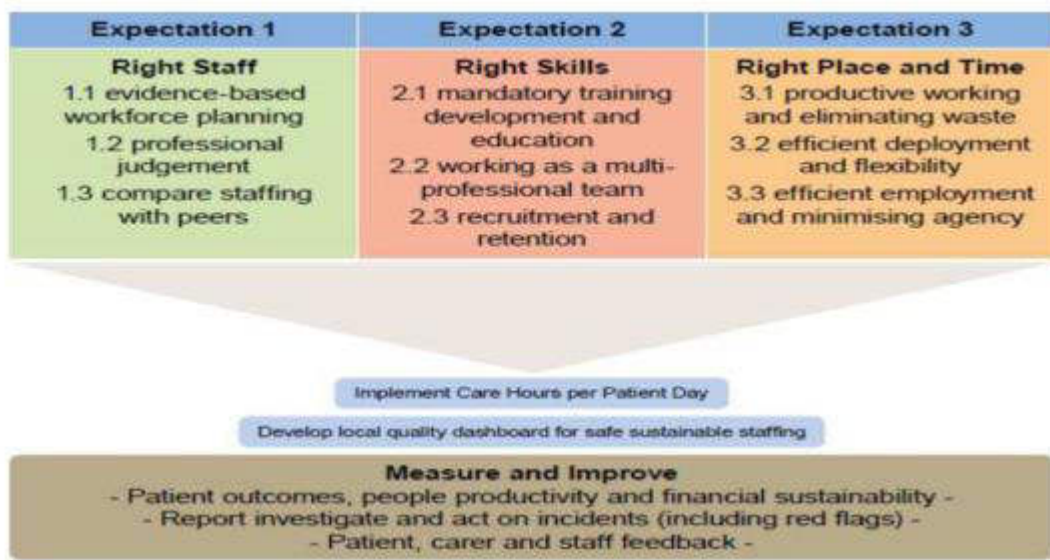 Expectation 1
Expectation 2
Expectation 3
Right Staff
1.1 evidence-based
workforce planning
1.2 professional
judgement
1.3 compare staffing
with peers
Right Skills
2.1 mandatory training
development and
education
2.2 working as a multi-
professional team
2.3 recruitment and
retention
Right Place and Time
3.1 productive working
and eliminating waste
3.2 efficient deployment
and flexibility
3.3 efficient employment
and minimising agency
Implement Care Hours per Patient Day
Develop local quality dashboard for safe sustainable staffing
Measure and Improve
- Patient outcomes, people productivity and financial sustainability -
- Report investigate and act on incidents (including red flags) -
- Patient, carer and staff feedback -